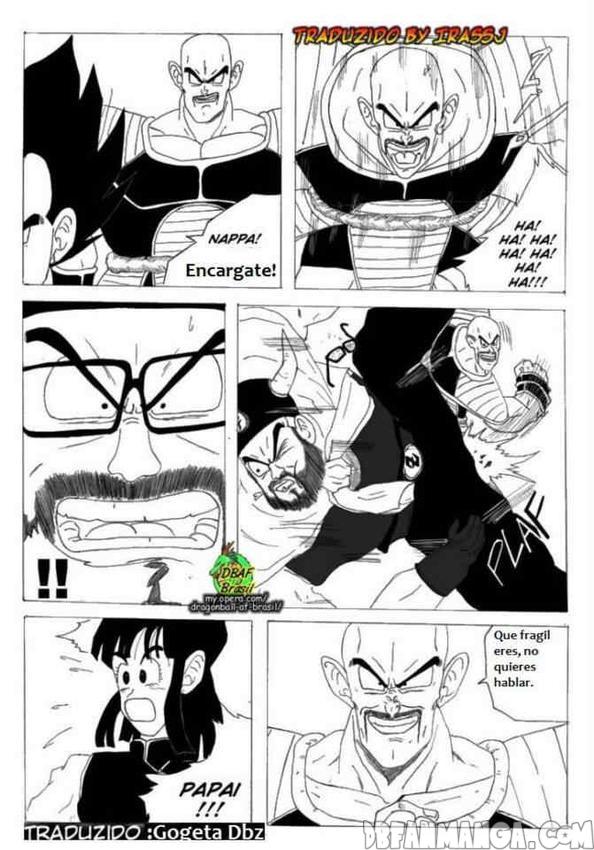 TRADUZIDO BY IRASSJ
NAPPA!
Encargate!
HA!
HA! HA!
HA! HA!
HA!
HA!!!
!!
PLAF
DBAF
Brasil
my.opera.com/
dragonball-af-brasil/
PAPAI
!!!
Que fragil
eres, no
quieres
hablar.
TRADUZIDO :Gogeta Dbz
DBFANMANGA.COM